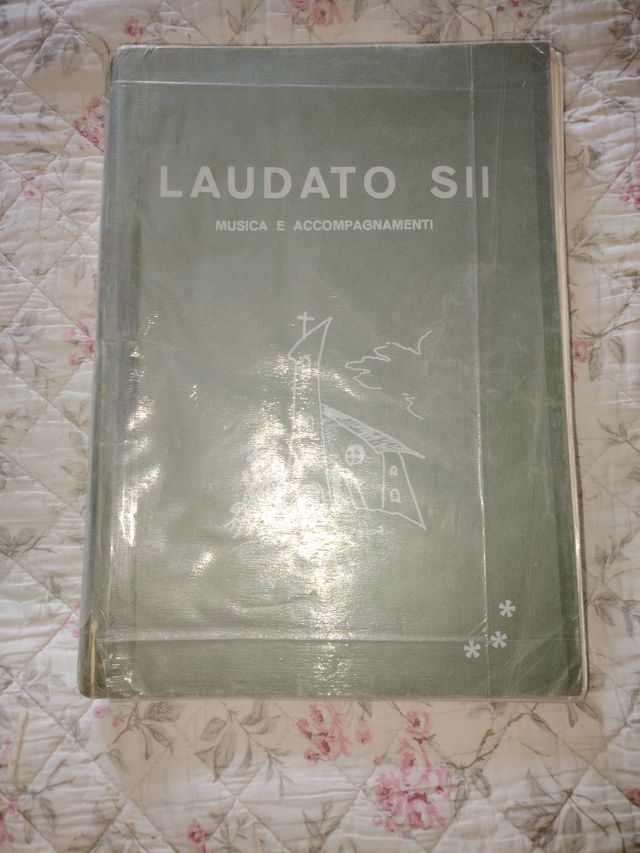 LAUDATO SII
MUSICA E ACCOMPAGNAMENTI
*
* *